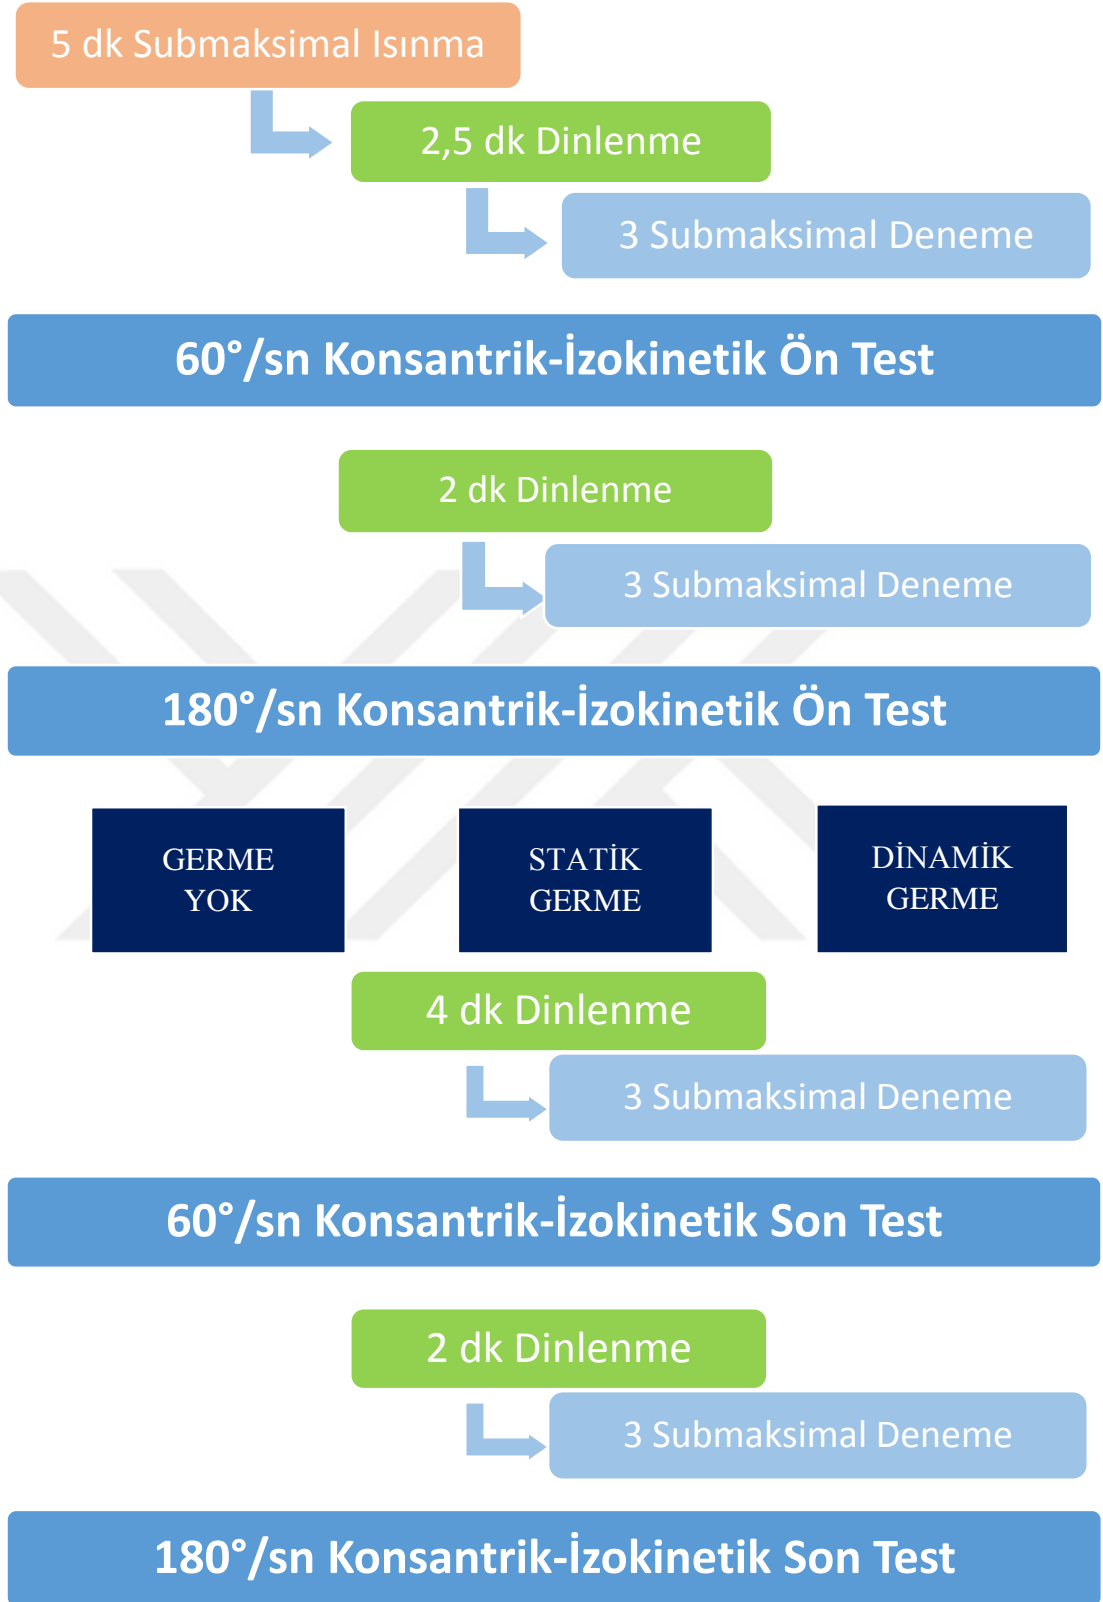 5 dk Submaksimal Isınma
2,5 dk Dinlenme
3 Submaksimal Deneme
60°/sn Konsantrik-İzokinetik Ön Test
2 dk Dinlenme
3 Submaksimal Deneme
180°/sn Konsantrik-İzokinetik Ön Test
GERME
YOK
STATİK
GERME
DİNAMİK
GERME
4 dk Dinlenme
3 Submaksimal Deneme
60°/sn Konsantrik-İzokinetik Son Test
2 dk Dinlenme
3 Submaksimal Deneme
180°/sn Konsantrik-İzokinetik Son Test